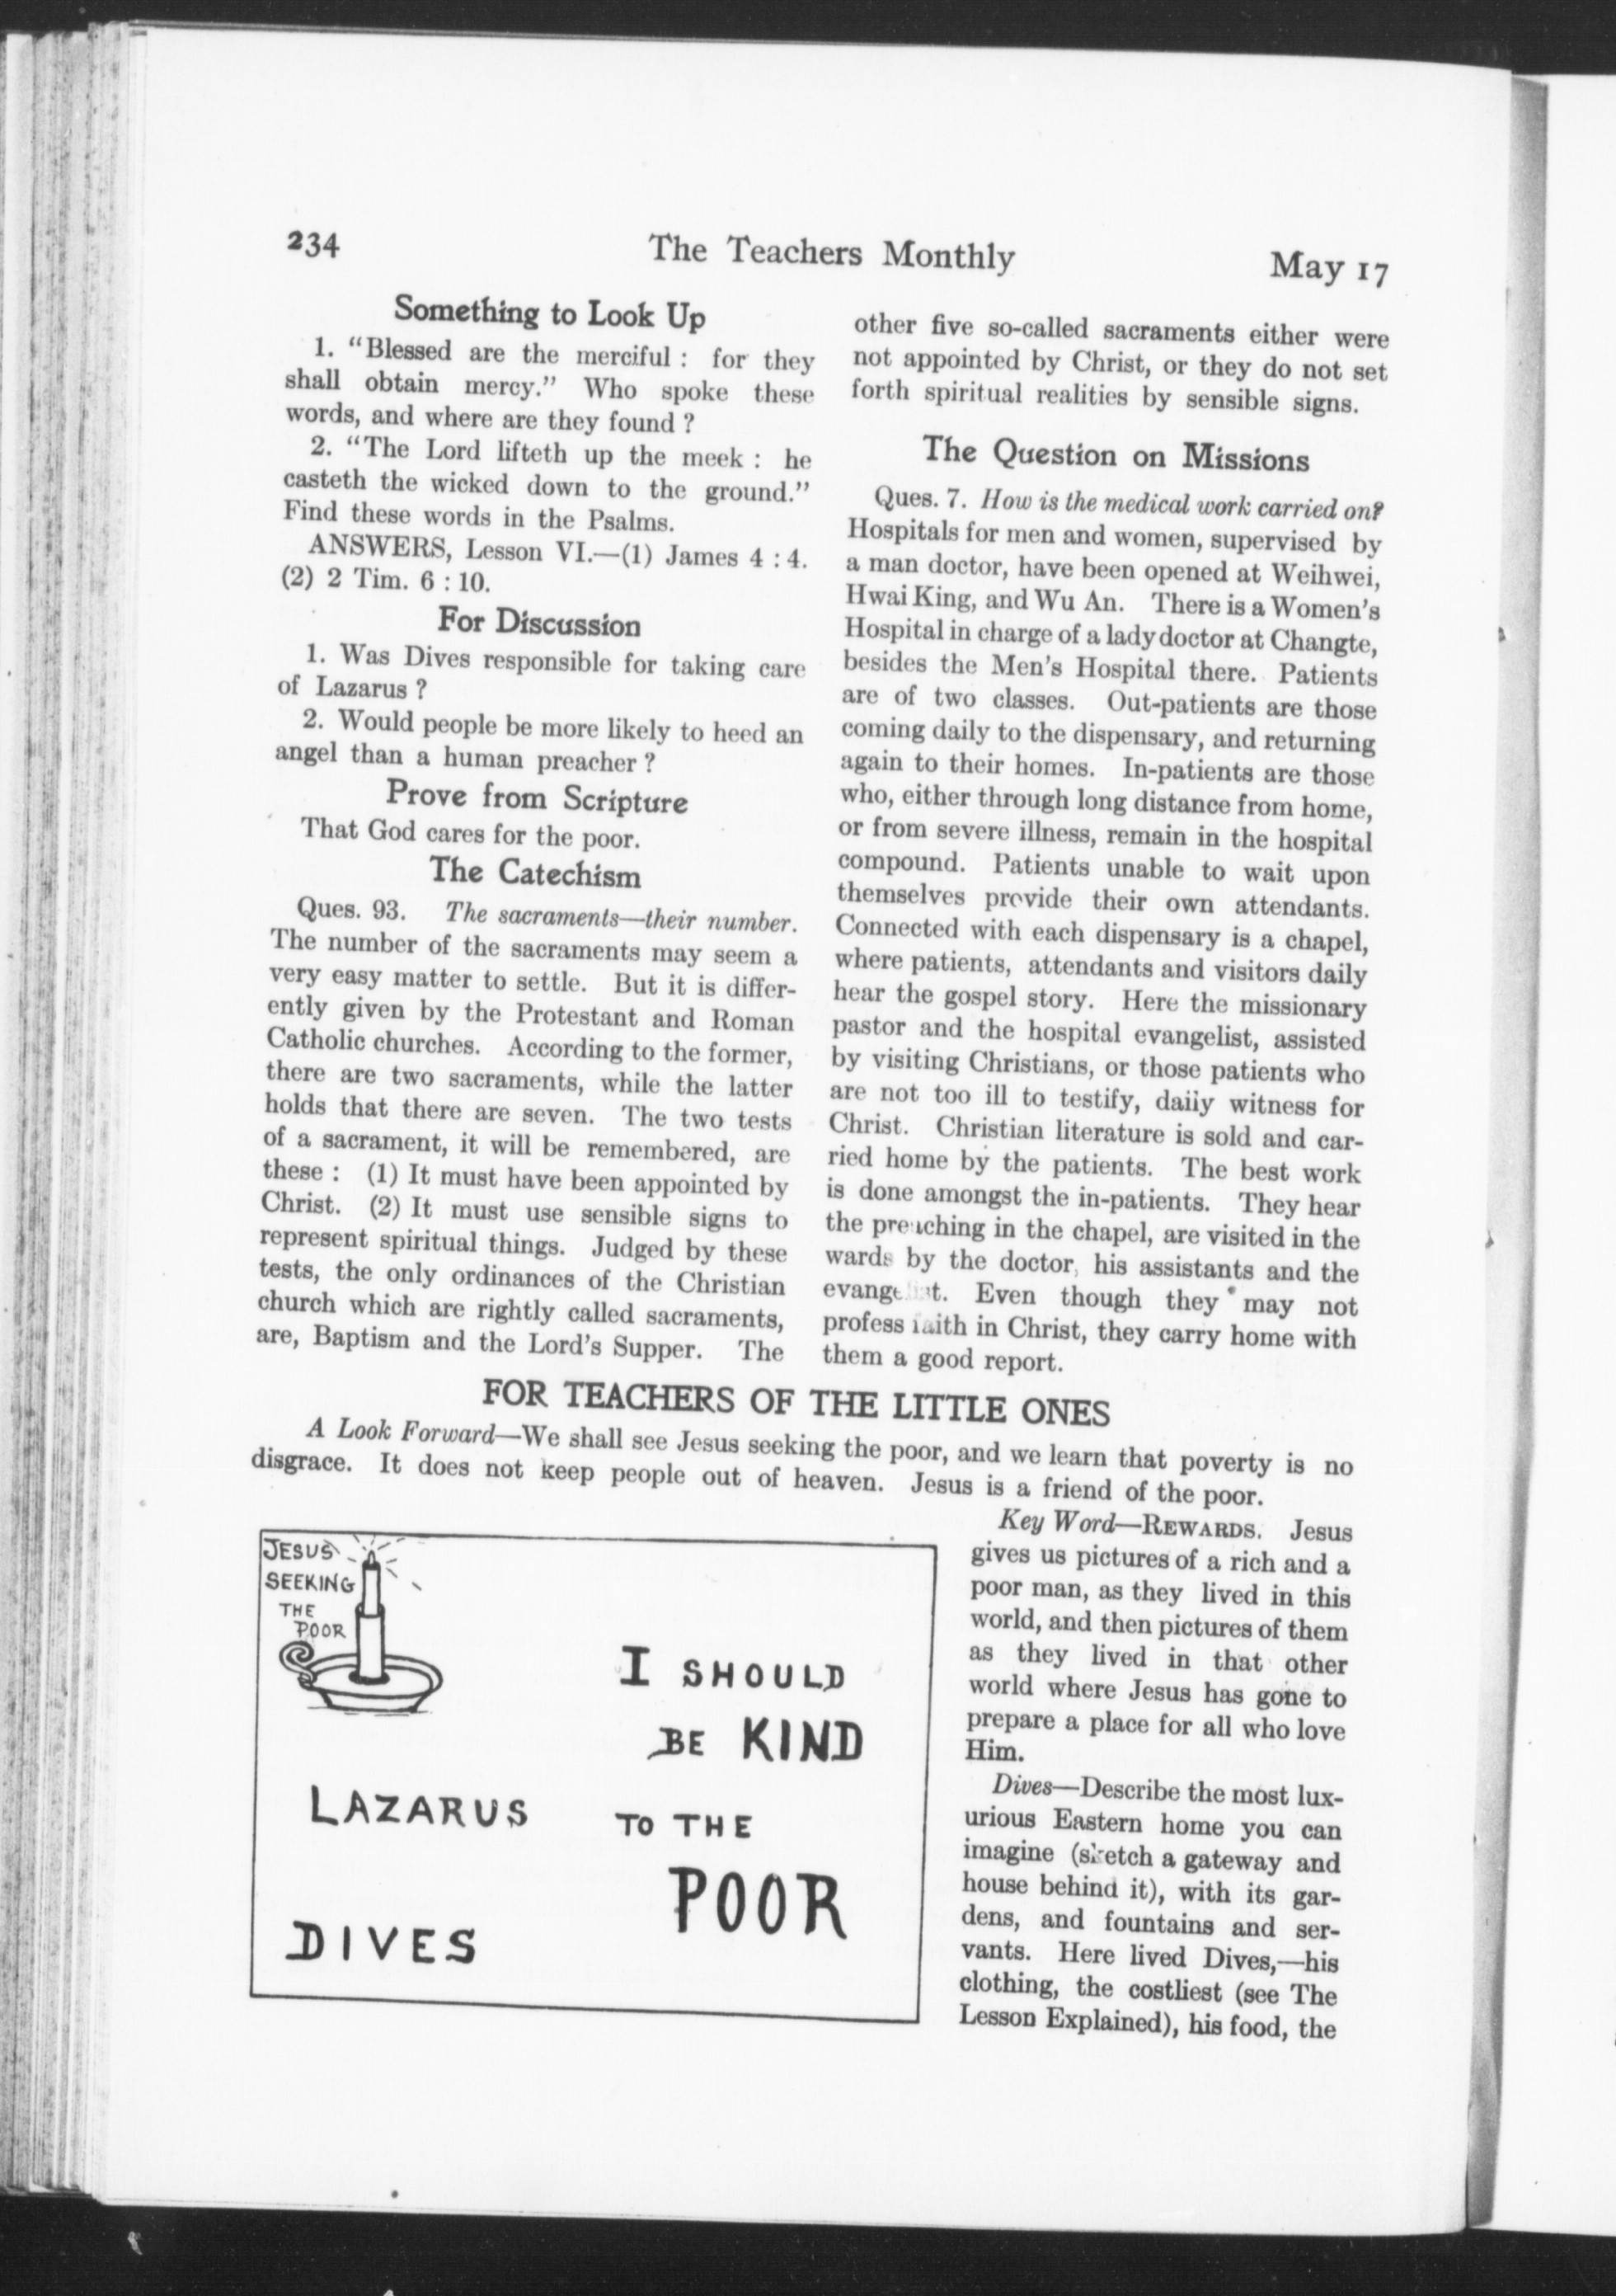 234
The Teachers Monthly
May 17
Something to Look Up
1. "Blessed are the merciful : for they
shall obtain mercy." Who spoke these
words, and where are they found ?
2. "The Lord lifteth up the meek : he
casteth the wicked down to the ground."
Find these words in the Psalms.
ANSWERS, Lesson VI.—(1) James 4 : 4.
(2) 2 Tim. 6 : 10.
For Discussion
1. Was Dives responsible for taking care
of Lazarus ?
2. Would people be more likely to heed an
angel than a human preacher ?
Prove from Scripture
That God cares for the poor.
The Catechism
Ques. 93. The sacraments—their number.
The number of the sacraments may seem a
very easy matter to settle. But it is differ-
ently given by the Protestant and Roman
Catholic churches. According to the former,
there are two sacraments, while the latter
holds that there are seven. The two tests
of a sacrament, it will be remembered, are
these : (1) It must have been appointed by
Christ. (2) It must use sensible signs to
represent spiritual things. Judged by these
tests, the only ordinances of the Christian
church which are rightly called sacraments,
are, Baptism and the Lord's Supper. The
other five so-called sacraments either were
not appointed by Christ, or they do not set
forth spiritual realities by sensible signs.
The Question on Missions
Ques. 7. How is the medical work carried on?
Hospitals for men and women, supervised by
a man doctor, have been opened at Weihwei,
Hwai King, and Wu An. There is a Women's
Hospital in charge of a lady doctor at Changte,
besides the Men's Hospital there. Patients
are of two classes. Out-patients are those
coming daily to the dispensary, and returning
again to their homes. In-patients are those
who, either through long distance from home,
or from severe illness, remain in the hospital
compound. Patients unable to wait upon
themselves provide their own attendants.
Connected with each dispensary is a chapel,
where patients, attendants and visitors daily
hear the gospel story. Here the missionary
pastor and the hospital evangelist, assisted
by visiting Christians, or those patients who
are not too ill to testify, daily witness for
Christ. Christian literature is sold and car-
ried home by the patients. The best work
is done amongst the in-patients. They hear
the preaching in the chapel, are visited in the
wards by the doctor, his assistants and the
evangelist. Even though they may not
profess faith in Christ, they carry home with
them a good report.
FOR TEACHERS OF THE LITTLE ONES
A Look Forward—We shall see Jesus seeking the poor, and we learn that poverty is no
disgrace. It does not keep people out of heaven. Jesus is a friend of the poor.
JESUS
SEEKING
THE
POOR
LAZARUS
DIVES
I SHOULD
BE KIND
TO THE
POOR
Key Word—REWARDS. Jesus
gives us pictures of a rich and a
poor man, as they lived in this
world, and then pictures of them
as they lived in that other
world where Jesus has gone to
prepare a place for all who love
Him.
Dives—Describe the most lux-
urious Eastern home you can
imagine (sketch a gateway and
house behind it), with its gar-
dens, and fountains and ser-
vants. Here lived Dives,—his
clothing, the costliest (see The
Lesson Explained), his food, the